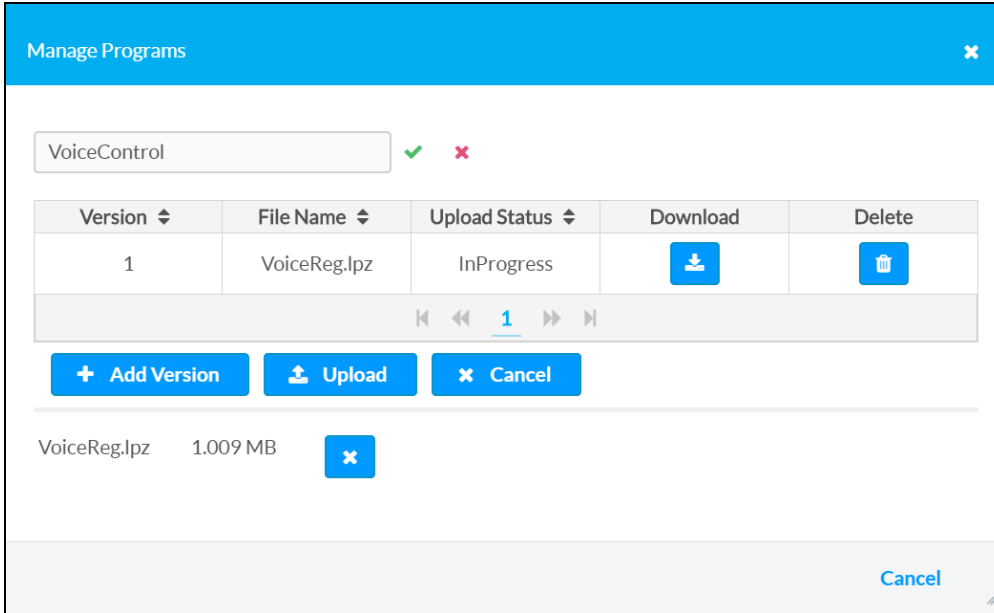 Manage Programs
VoiceControl
Version File Name Upload Status Download Delete
1 VoiceReg.lpz InProgress
1
Add Version Upload Cancel
VoiceReg.lpz 1.009 MB
Cancel